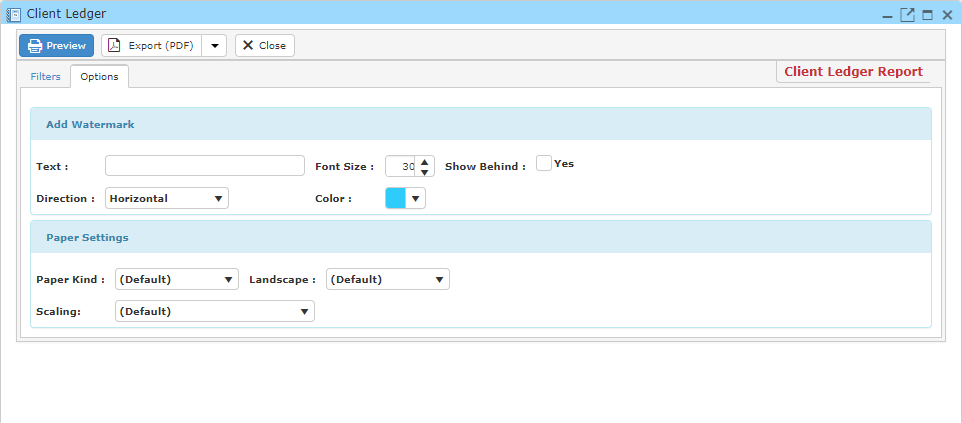 Client Ledger
Preview Export (PDF) Close
Filters Options Client Ledger Report
Add Watermark
Text : Font Size : 30 Show Behind : Yes
Direction : Horizontal Color :
Paper Settings
Paper Kind : (Default) Landscape : (Default)
Scaling: (Default)